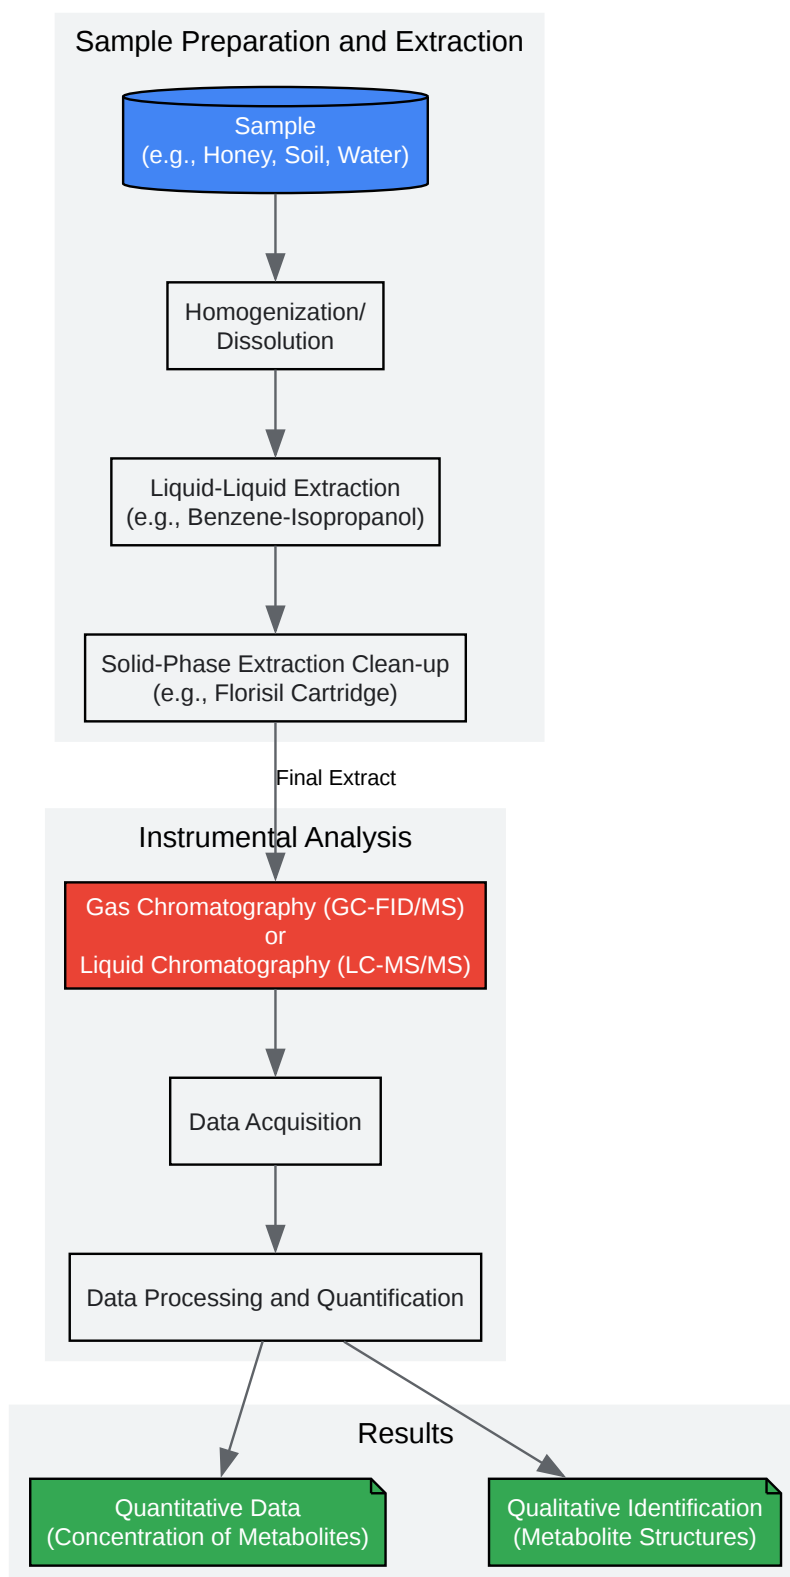 Sample Preparation and Extraction
Sample
(e.g., Honey, Soil, Water)
Homogenization/
Dissolution
Liquid-Liquid Extraction
(e.g., Benzene-Isopropanol)
Solid-Phase Extraction Clean-up
(e.g., Florisil Cartridge)
Final Extract
Instrumental Analysis
Gas Chromatography (GC-FID/MS)
or
Liquid Chromatography (LC-MS/MS)
Data Acquisition
Data Processing and Quantification
Results
Quantitative Data
(Concentration of Metabolites)
Qualitative Identification
(Metabolite Structures)